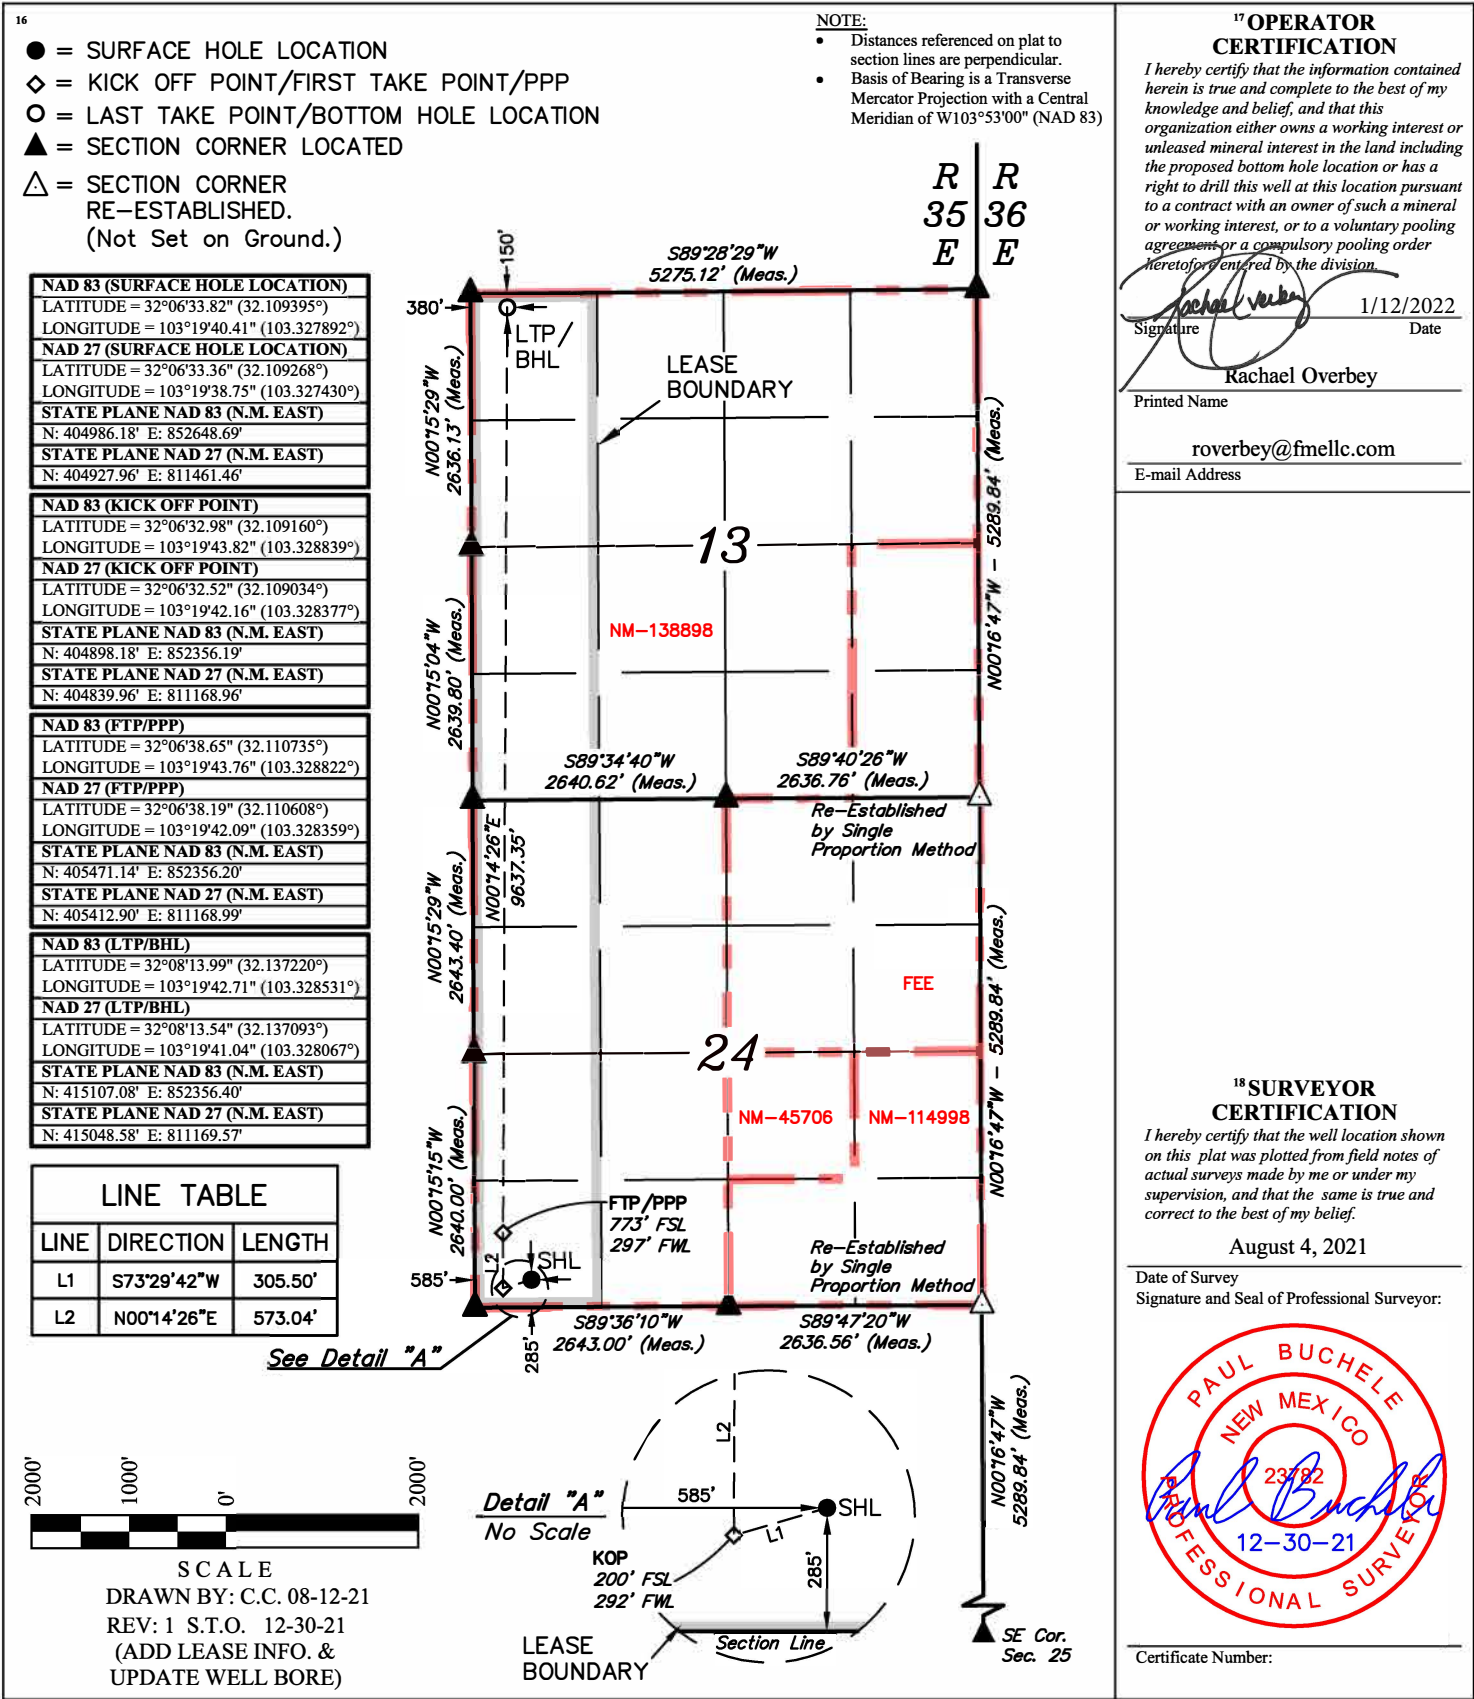 16
● = SURFACE HOLE LOCATION
◇ = KICK OFF POINT/FIRST TAKE POINT/PPP
O = LAST TAKE POINT/BOTTOM HOLE LOCATION
▲ = SECTION CORNER LOCATED
△ = SECTION CORNER
RE-ESTABLISHED.
(Not Set on Ground.)
NOTE:
• Distances referenced on plat to
section lines are perpendicular.
• Basis of Bearing is a Transverse
Mercator Projection with a Central
Meridian of W103°53'00" (NAD 83)
NAD 83 (SURFACE HOLE LOCATION)
LATITUDE = 32°06'33.82" (32.109395°)
LONGITUDE = 103°19'40.41" (103.327892°)
NAD 27 (SURFACE HOLE LOCATION)
LATITUDE = 32°06'33.36" (32.109268°)
LONGITUDE = 103°19'38.75" (103.327430°)
STATE PLANE NAD 83 (N.M. EAST)
N: 404986.18' E: 852648.69'
STATE PLANE NAD 27 (N.M. EAST)
N: 404927.96' E: 811461.46'
NAD 83 (KICK OFF POINT)
LATITUDE = 32°06'32.98" (32.109160°)
LONGITUDE = 103°19'43.82" (103.328839°)
NAD 27 (KICK OFF POINT)
LATITUDE = 32°06'32.52" (32.109034°)
LONGITUDE = 103°19'42.16" (103.328377°)
STATE PLANE NAD 83 (N.M. EAST)
N: 404898.18' E: 852356.19'
STATE PLANE NAD 27 (N.M. EAST)
N: 404839.96' E: 811168.96'
NAD 83 (FTP/PPP)
LATITUDE = 32°06'38.65" (32.110735°)
LONGITUDE = 103°19'43.76" (103.328822°)
NAD 27 (FTP/PPP)
LATITUDE = 32°06'38.19" (32.110608°)
LONGITUDE = 103°19'42.09" (103.328359°)
STATE PLANE NAD 83 (N.M. EAST)
N: 405471.14' E: 852356.20'
STATE PLANE NAD 27 (N.M. EAST)
N: 405412.90' E: 811168.99'
NAD 83 (LTP/BHL)
LATITUDE = 32°08'13.99" (32.137220°)
LONGITUDE = 103°19'42.71" (103.328531°)
NAD 27 (LTP/BHL)
LATITUDE = 32°08'13.54" (32.137093°)
LONGITUDE = 103°19'41.04" (103.328067°)
STATE PLANE NAD 83 (N.M. EAST)
N: 415107.08' E: 852356.40'
STATE PLANE NAD 27 (N.M. EAST)
N: 415048.58' E: 811169.57'
LINE TABLE
LINE DIRECTION LENGTH
L1 S73°29'42"W 305.50'
L2 N00°14'26"E 573.04'
See Detail "A"
2000' 1000' 0' 2000'
SCALE
DRAWN BY: C.C. 08-12-21
REV: 1 S.T.O. 12-30-21
(ADD LEASE INFO. &
UPDATE WELL BORE)
R R
35 36
E E
150'
S89°28'29"W
5275.12' (Meas.)
380'
LTP/
BHL
LEASE
BOUNDARY
N00°15'29"W
2636.13' (Meas.)
N00°16'47"W - 5289.84' (Meas.)
13
NM-138898
N00°15'04"W
2639.80' (Meas.)
S89°34'40"W
2640.62' (Meas.)
S89°40'26"W
2636.76' (Meas.)
Re-Established
by Single
Proportion Method
N00°14'26"E
9637.35'
N00°15'29"W
2643.40' (Meas.)
FEE
N00°16'47"W - 5289.84' (Meas.)
24
NM-45706
NM-114998
N00°15'15"W
2640.00' (Meas.)
FTP/PPP
773' FSL
297' FWL
L2
SHL
585'
Re-Established
by Single
Proportion Method
285'
S89°36'10"W
2643.00' (Meas.)
S89°47'20"W
2636.56' (Meas.)
N00°16'47"W
5289.84' (Meas.)
Detail "A"
No Scale
L2
585'
SHL
L1
KOP
200' FSL
292' FWL
285'
LEASE
BOUNDARY
Section Line
SE Cor.
Sec. 25
17 OPERATOR
CERTIFICATION
I hereby certify that the information contained
herein is true and complete to the best of my
knowledge and belief, and that this
organization either owns a working interest or
unleased mineral interest in the land including
the proposed bottom hole location or has a
right to drill this well at this location pursuant
to a contract with an owner of such a mineral
or working interest, or to a voluntary pooling
agreement or a compulsory pooling order
heretofore entered by the division.
Rachael Overbey
1/12/2022
Signature Date
Rachael Overbey
Printed Name
roverbey@fmellc.com
E-mail Address
18 SURVEYOR
CERTIFICATION
I hereby certify that the well location shown
on this plat was plotted from field notes of
actual surveys made by me or under my
supervision, and that the same is true and
correct to the best of my belief.
August 4, 2021
Date of Survey
Signature and Seal of Professional Surveyor:
PAUL BUCHELE
NEW MEXICO
23782
Paul Buchele
12-30-21
PROFESSIONAL SURVEYOR
Certificate Number: